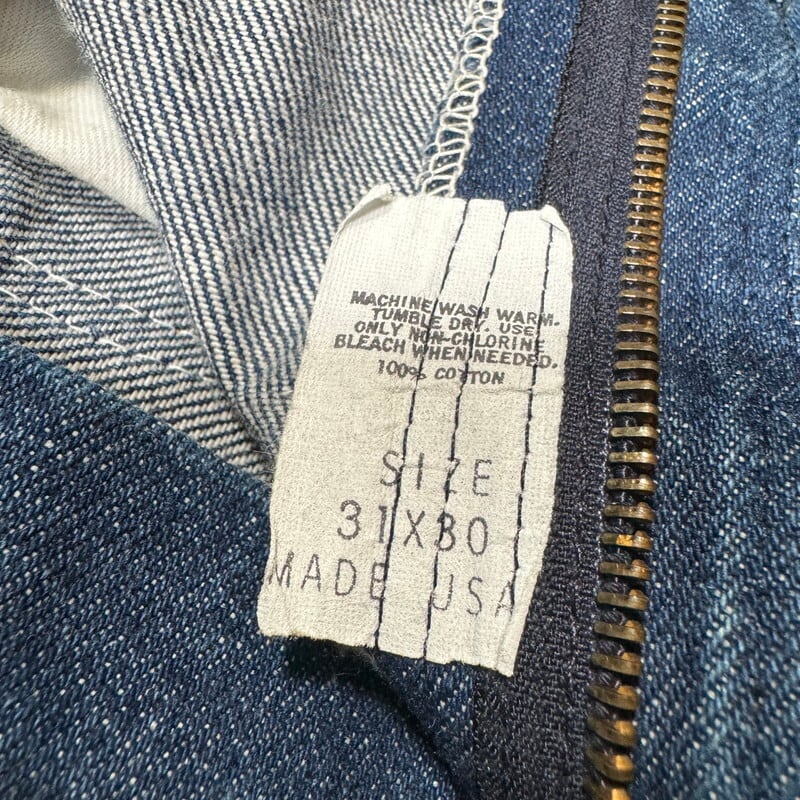 MACHINE WASH WARM.
TUMBLE DRY. USE
ONLY NON-CHLORINE
BLEACH WHEN NEEDED.
100% COTTON
SIZE
31X30
MADE USA